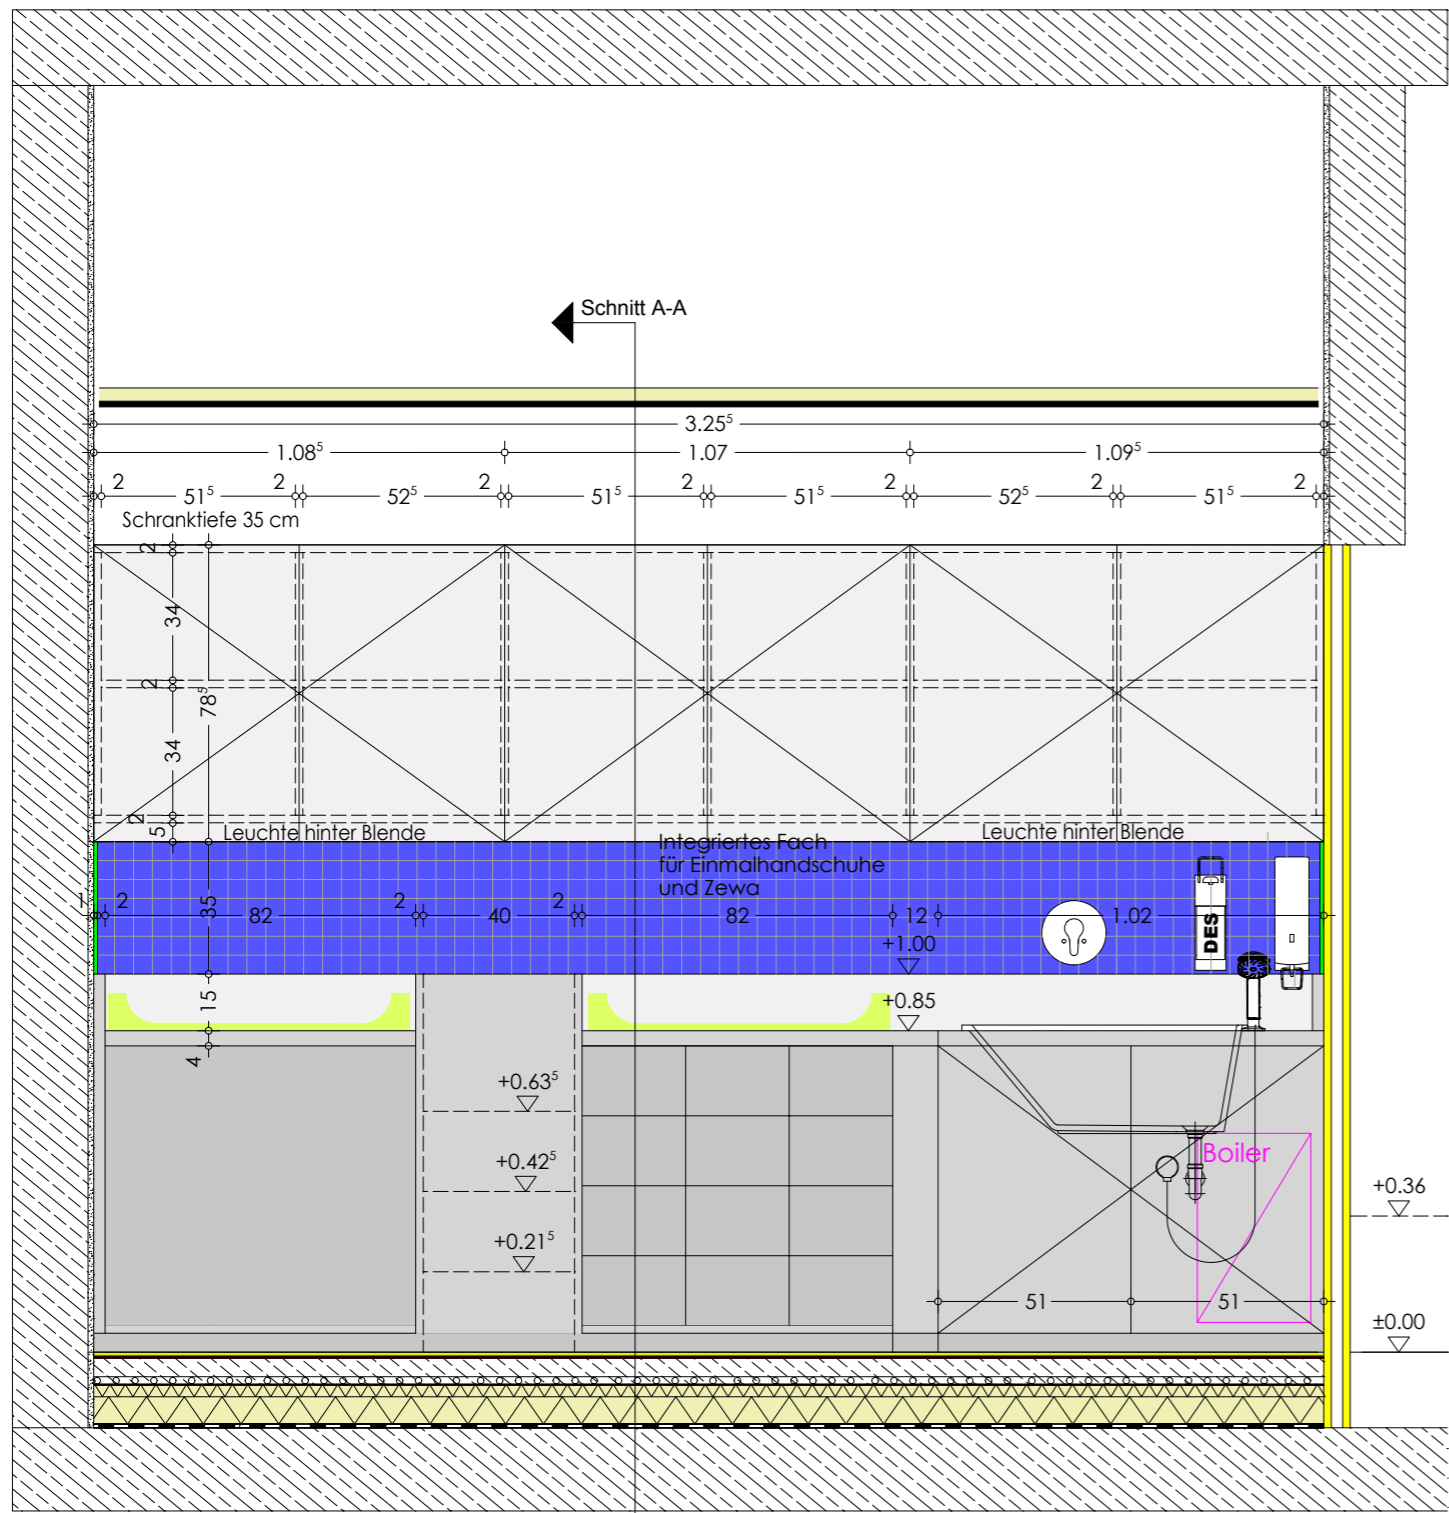 Schnitt A-A
3.25⁵
1.08⁵ 1.07 1.09⁵
2 51⁵ 2 52⁵ 2 51⁵ 2 51⁵ 2 52⁵ 2 51⁵ 2
Schranktiefe 35 cm
2
34
2
78⁵
34
2
5
Leuchte hinter Blende
Integriertes Fach
für Einmalhandschuhe
und Zewa
Leuchte hinter Blende
1 2 82 2 40 2 82 12 1.02
35
DES
+1.00
15
+0.85
4
+0.63⁵
+0.42⁵
+0.21⁵
Boiler
+0.36
51 51
±0.00